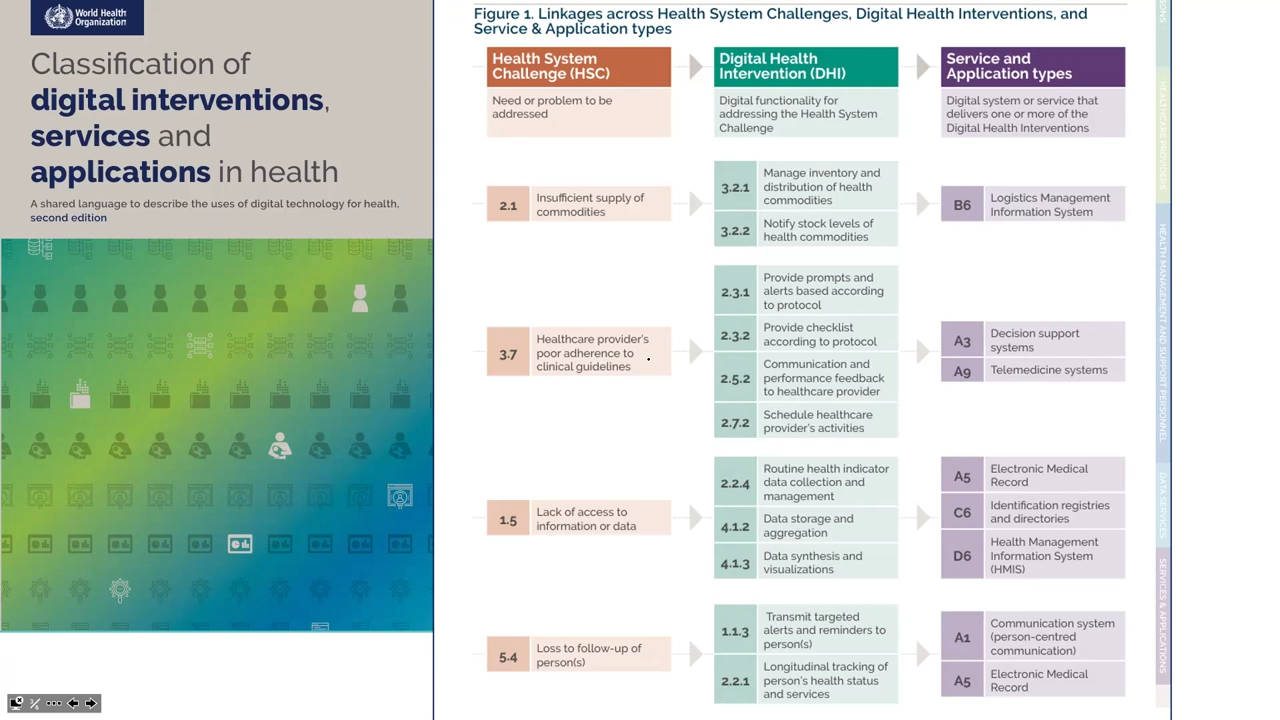 World Health
Organization
Classification of
digital interventions,
services and
applications in health
A shared language to describe the uses of digital technology for health,
second edition
Figure 1. Linkages across Health System Challenges, Digital Health Interventions, and
Service & Application types
Health System
Challenge (HSC)
Need or problem to be
addressed
Digital Health
Intervention (DHI)
Digital functionality for
addressing the Health System
Challenge
Service and
Application types
Digital system or service that
delivers one or more of the
Digital Health Interventions
2.1
Insufficient supply of
commodities
3.2.1
Manage inventory and
distribution of health
commodities
3.2.2
Notify stock levels of
health commodities
B6
Logistics Management
Information System
3.7
Healthcare provider's
poor adherence to
clinical guidelines
2.3.1
Provide prompts and
alerts based according
to protocol
2.3.2
Provide checklist
according to protocol
2.5.2
Communication and
performance feedback
to healthcare provider
2.7.2
Schedule healthcare
provider's activities
A3
Decision support
systems
A9
Telemedicine systems
1.5
Lack of access to
information or data
2.2.4
Routine health indicator
data collection and
management
4.1.2
Data storage and
aggregation
4.1.3
Data synthesis and
visualizations
A5
Electronic Medical
Record
C6
Identification registries
and directories
D6
Health Management
Information System
(HMIS)
5.4
Loss to follow-up of
person(s)
1.1.3
Transmit targeted
alerts and reminders to
person(s)
2.2.1
Longitudinal tracking of
person's health status
and services
A1
Communication system
(person-centred
communication)
A5
Electronic Medical
Record
HEALTHCARE PROVIDERS
HEALTH MANAGEMENT AND SUPPORT PERSONNEL
DATA SERVICES
SERVICES & APPLICATIONS